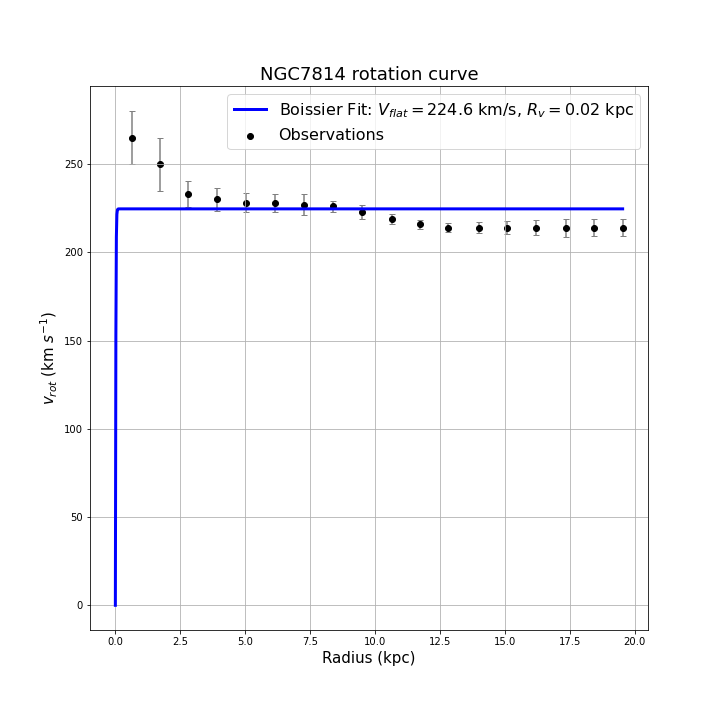 NGC7814 rotation curve
Boissier Fit: V_flat = 224.6 km/s, R_v = 0.02 kpc
Observations
250
200
150
100
50
0
v_rot (km s⁻¹)
0.0 2.5 5.0 7.5 10.0 12.5 15.0 17.5 20.0
Radius (kpc)